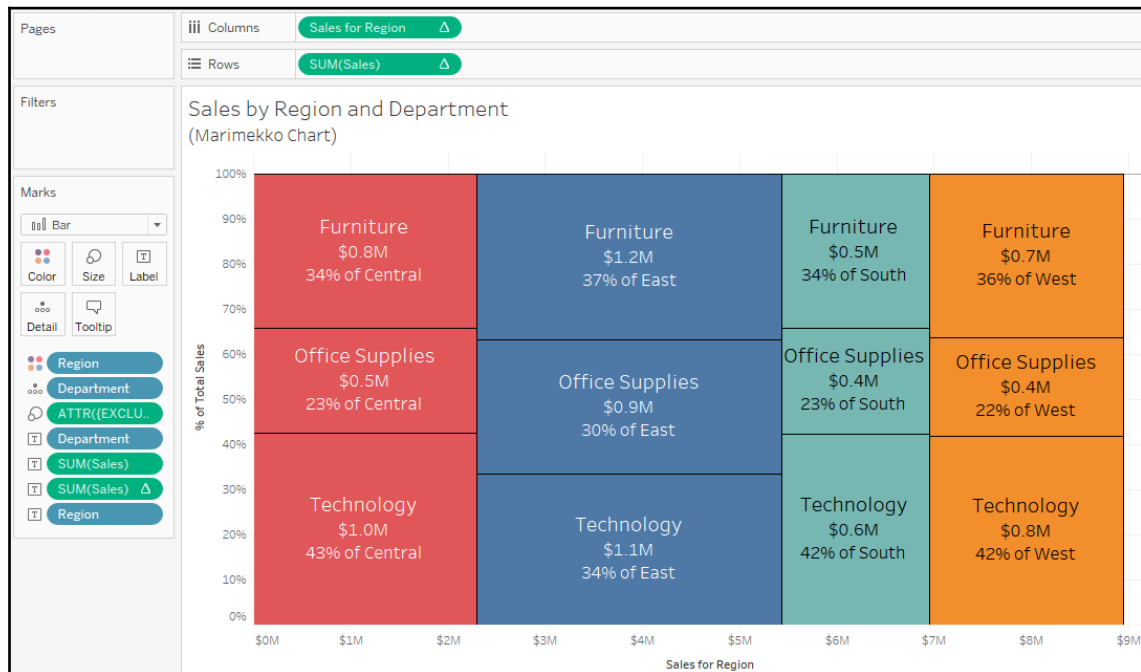 Pages
Columns
Sales for Region Δ
Rows
SUM(Sales) Δ
Filters
Sales by Region and Department
(Marimekko Chart)
Marks
Bar
Color
Size
T
Label
Detail
Tooltip
Region
Department
ATTR({EXCLU..
T Department
T SUM(Sales)
T SUM(Sales) Δ
T Region
% of Total Sales
100%
90%
80%
70%
60%
50%
40%
30%
20%
10%
0%
Furniture
$0.8M
34% of Central
Office Supplies
$0.5M
23% of Central
Technology
$1.0M
43% of Central
Furniture
$1.2M
37% of East
Office Supplies
$0.9M
30% of East
Technology
$1.1M
34% of East
Furniture
$0.5M
34% of South
Office Supplies
$0.4M
23% of South
Technology
$0.6M
42% of South
Furniture
$0.7M
36% of West
Office Supplies
$0.4M
22% of West
Technology
$0.8M
42% of West
$0M $1M $2M $3M $4M $5M $6M $7M $8M $9M
Sales for Region